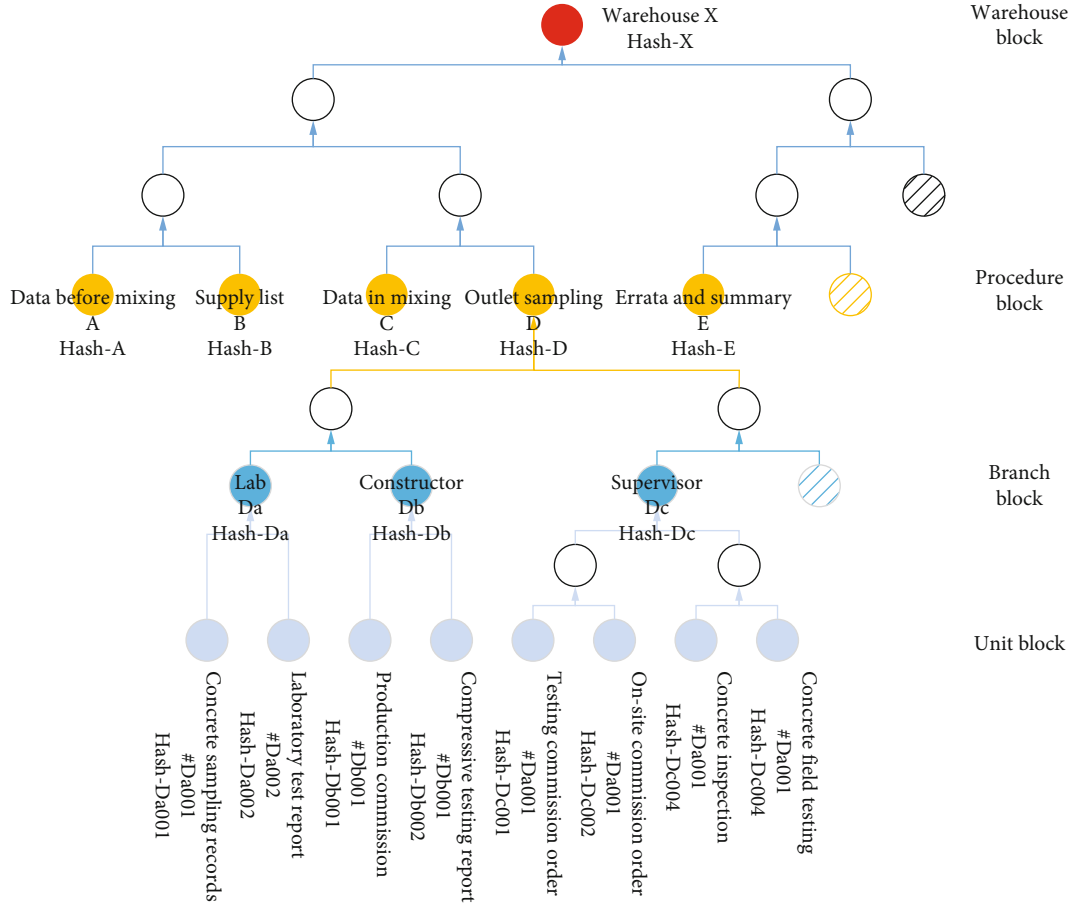 Warehouse X
Hash-X
Warehouse
block
Data before mixing
A
Hash-A
Supply list
B
Hash-B
Data in mixing
C
Hash-C
Outlet sampling
D
Hash-D
Errata and summary
E
Hash-E
Procedure
block
Lab
Da
Hash-Da
Constructor
Db
Hash-Db
Supervisor
Dc
Hash-Dc
Branch
block
Unit block
Concrete sampling records
#Da001
Hash-Da001
Laboratory test report
#Da002
Hash-Da002
Production commission
#Db001
Hash-Db001
Compressive testing report
#Db001
Hash-Db002
Testing commission order
#Da001
Hash-Dc001
On-site commission order
#Da001
Hash-Dc002
Concrete inspection
#Da001
Hash-Dc004
Concrete field testing
#Da001
Hash-Dc004